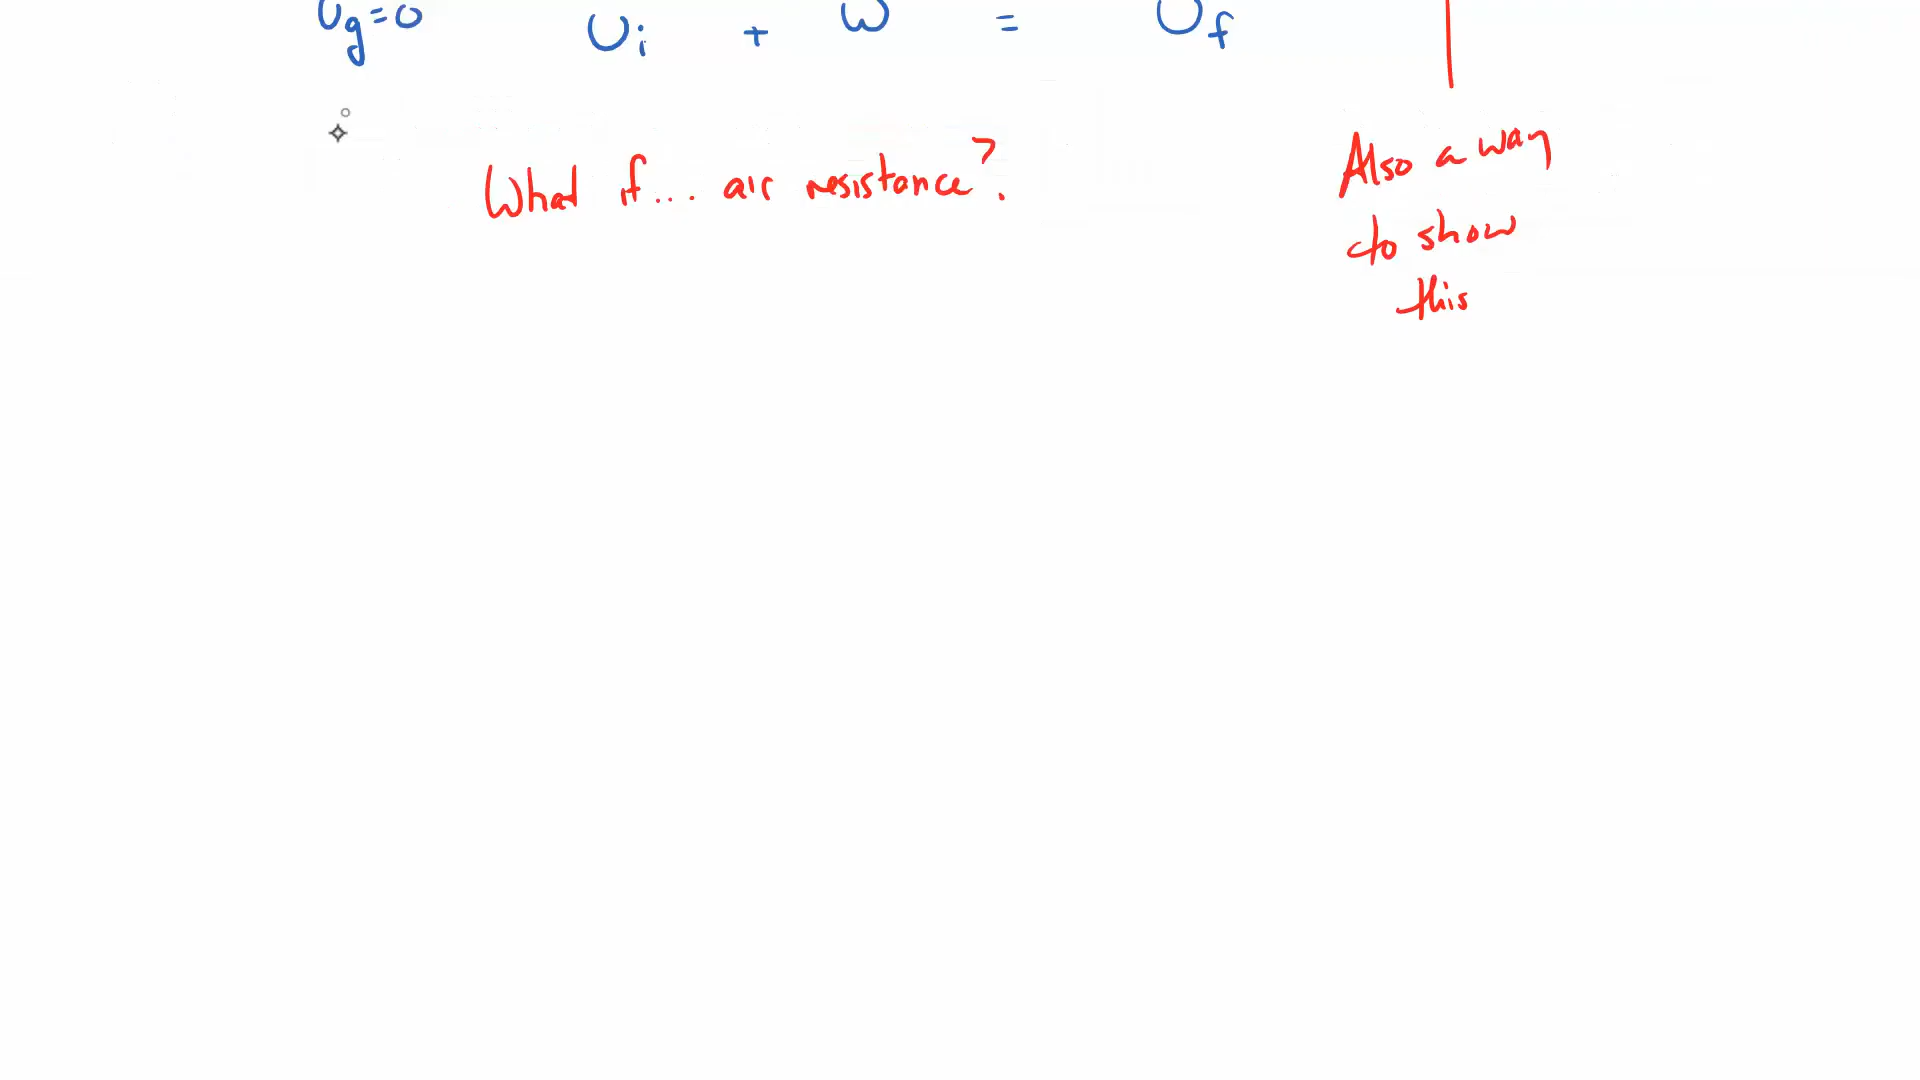 Ug=0 Ui + W = Uf
What if... air resistance?
Also a way
to show
this